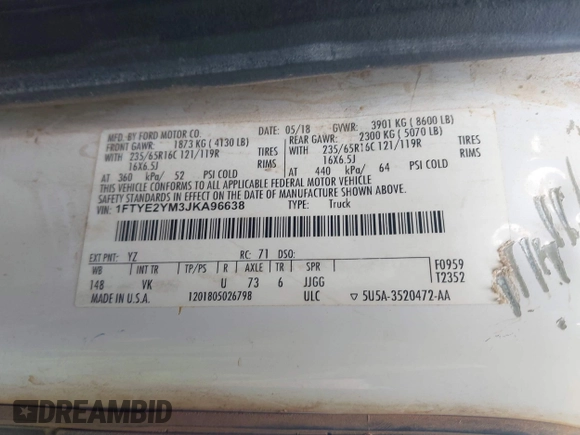 MFD. BY FORD MOTOR CO.
DATE: 05/18 GVWR: 3901 KG ( 8600 LB)
FRONT GAWR: 1873 KG ( 4130 LB)
REAR GAWR: 2300 KG ( 5070 LB)
WITH 235/65R16C 121/119R TIRES
WITH 235/65R16C 121/119R TIRES
16X6.5J RIMS
16X6.5J RIMS
AT 360 kPa/ 52 PSI COLD
AT 440 kPa/ 64 PSI COLD
THIS VEHICLE CONFORMS TO ALL APPLICABLE FEDERAL MOTOR VEHICLE
SAFETY STANDARDS IN EFFECT ON THE DATE OF MANUFACTURE SHOWN ABOVE.
VIN: 1FTYE2YM3JKA96638 TYPE: Truck
EXT PNT: YZ RC: 71 DSO:
WB INT TR TP/PS R AXLE TR SPR
148 VK U 73 6 JJGG
F0959
T2352
MADE IN U.S.A. 1201805026798 ULC ▽ 5U5A-3520472-AA
DREAMBID